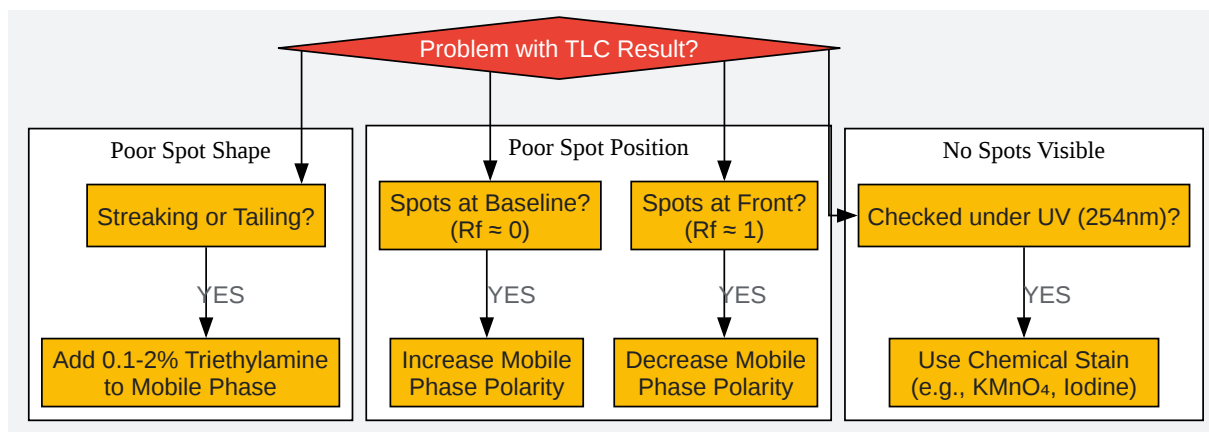 Problem with TLC Result?
Poor Spot Shape
Streaking or Tailing?
YES
Add 0.1-2% Triethylamine
to Mobile Phase
Poor Spot Position
Spots at Baseline?
(Rf ≈ 0)
YES
Increase Mobile
Phase Polarity
Spots at Front?
(Rf ≈ 1)
YES
Decrease Mobile
Phase Polarity
No Spots Visible
Checked under UV (254nm)?
YES
Use Chemical Stain
(e.g., KMnO₄, Iodine)